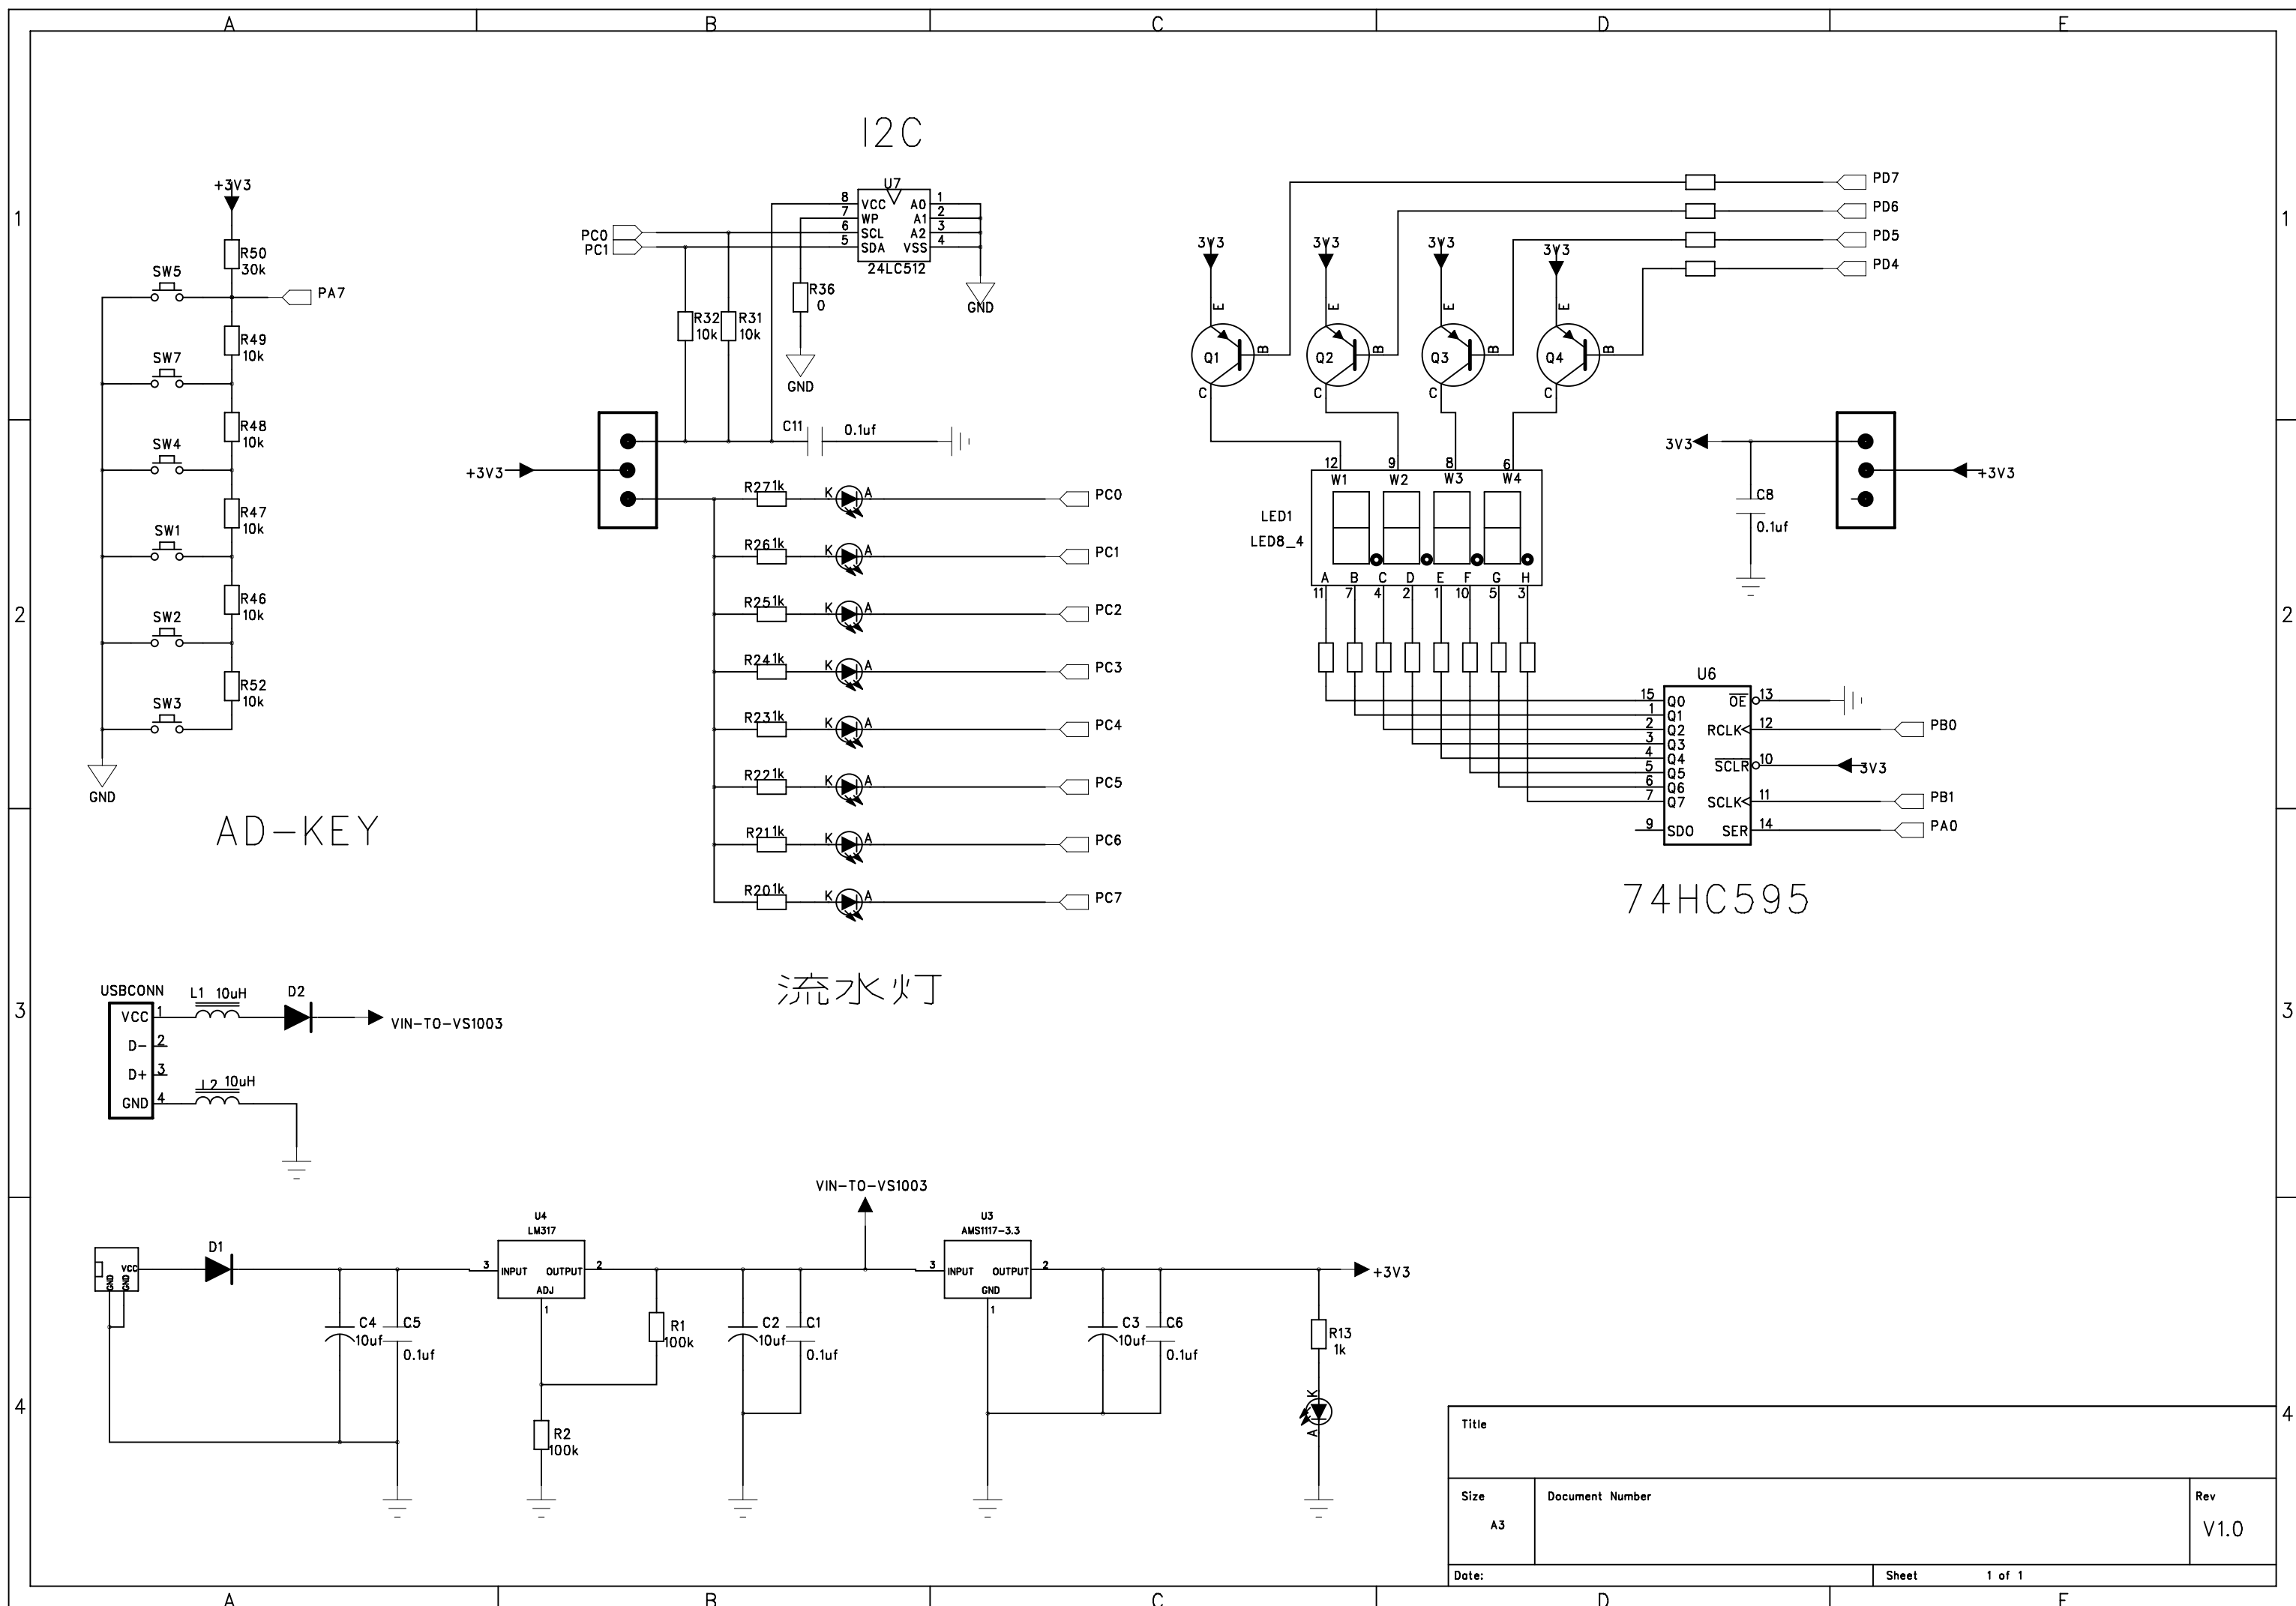 A B C D E
I2C
U7
8 VCC A0 1
7 WP A1 2
6 SCL A2 3
5 SDA VSS 4
24LC512
PC0
PC1
GND
R36
0
GND
R32
10k
R31
10k
C11 0.1uf
+3V3
+3V3
R50
30k
SW5
PA7
R49
10k
SW7
R48
10k
SW4
R47
10k
SW1
R46
10k
SW2
R52
10k
SW3
GND
AD-KEY
R27 1k K A PC0
R26 1k K A PC1
R25 1k K A PC2
R24 1k K A PC3
R23 1k K A PC4
R22 1k K A PC5
R21 1k K A PC6
R20 1k K A PC7
流水灯
PD7
PD6
PD5
PD4
3V3 3V3 3V3 3V3
E E E E
Q1 B Q2 B Q3 B Q4 B
C C C C
12 9 8 6
W1 W2 W3 W4
LED1
LED8_4
A B C D E F G H
11 7 4 2 1 10 5 3
3V3
+3V3
C8
0.1uf
U6
15 Q0 OE 13
1 Q1
2 Q2 RCLK 12 PB0
3 Q3
4 Q4 SCLR 10 3V3
5 Q5
6 Q6
7 Q7 SCLK 11 PB1
9 SDO SER 14 PA0
74HC595
USBCONN
VCC 1
D- 2
D+ 3
GND 4
L1 10uH
D2
VIN-TO-VS1003
L2 10uH
VCC
GND
GND
D1
C4
10uf
C5
0.1uf
U4
LM317
3 INPUT OUTPUT 2
ADJ
1
R1
100k
R2
100k
C2
10uf
C1
0.1uf
VIN-TO-VS1003
U3
AMS1117-3.3
3 INPUT OUTPUT 2
GND
1
C3
10uf
C6
0.1uf
+3V3
R13
1k
K
A
1 1
2 2
3 3
4 4
Title
Size
A3
Document Number
Rev
V1.0
Date:
Sheet 1 of 1
A B C D E